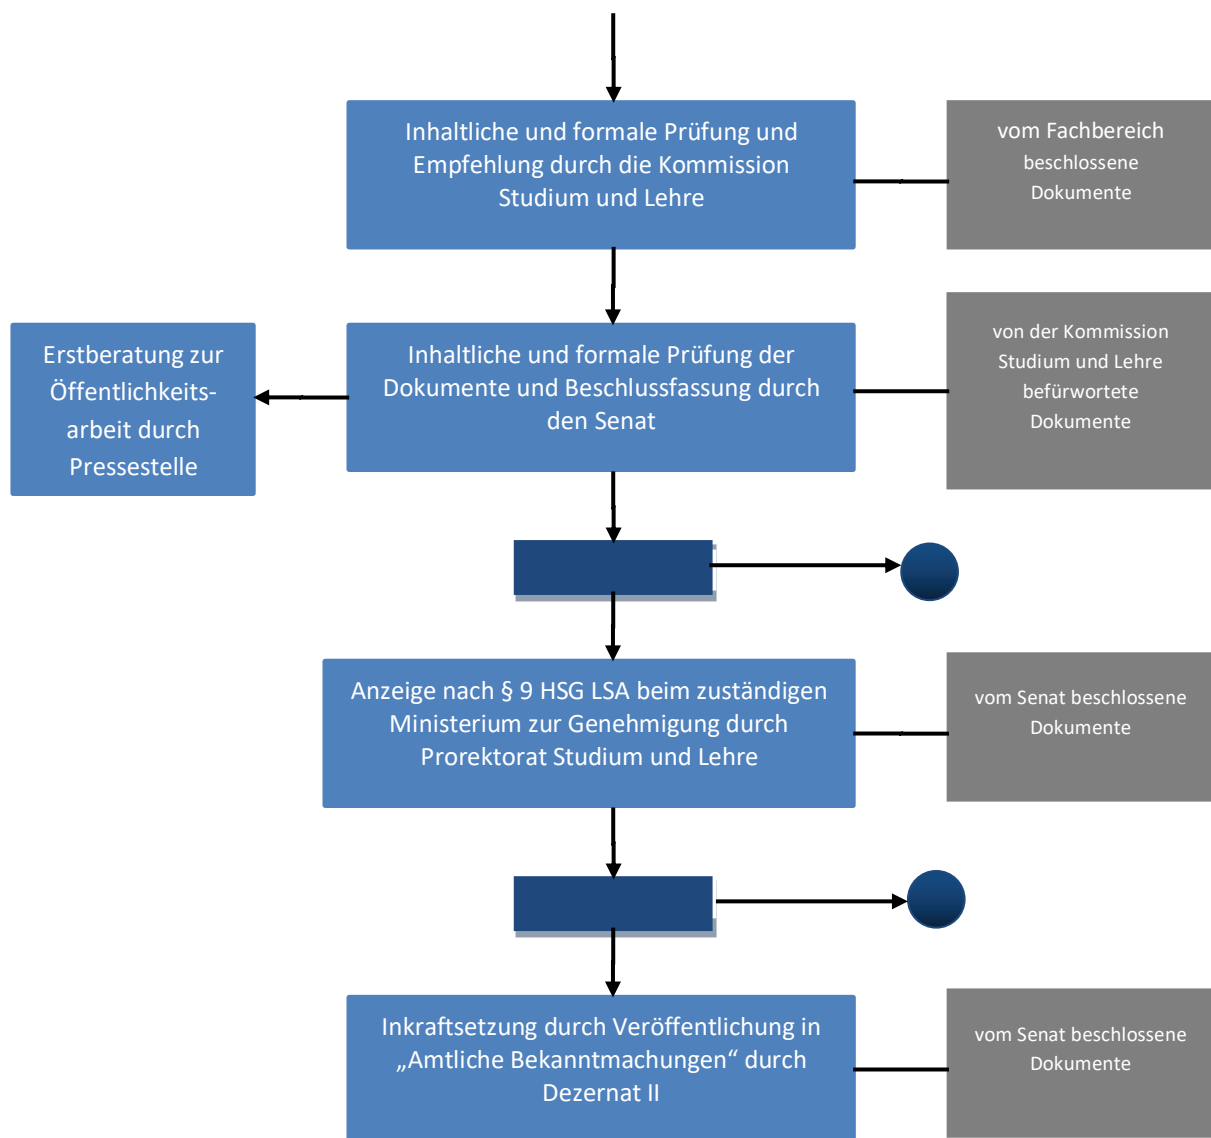 Inhaltliche und formale Prüfung und
Empfehlung durch die Kommission
Studium und Lehre
vom Fachbereich
beschlossene
Dokumente
Erstberatung zur
Öffentlichkeits-
arbeit durch
Pressestelle
Inhaltliche und formale Prüfung der
Dokumente und Beschlussfassung durch
den Senat
von der Kommission
Studium und Lehre
befürwortete
Dokumente
Anzeige nach § 9 HSG LSA beim zuständigen
Ministerium zur Genehmigung durch
Prorektorat Studium und Lehre
vom Senat beschlossene
Dokumente
Inkraftsetzung durch Veröffentlichung in
„Amtliche Bekanntmachungen“ durch
Dezernat II
vom Senat beschlossene
Dokumente